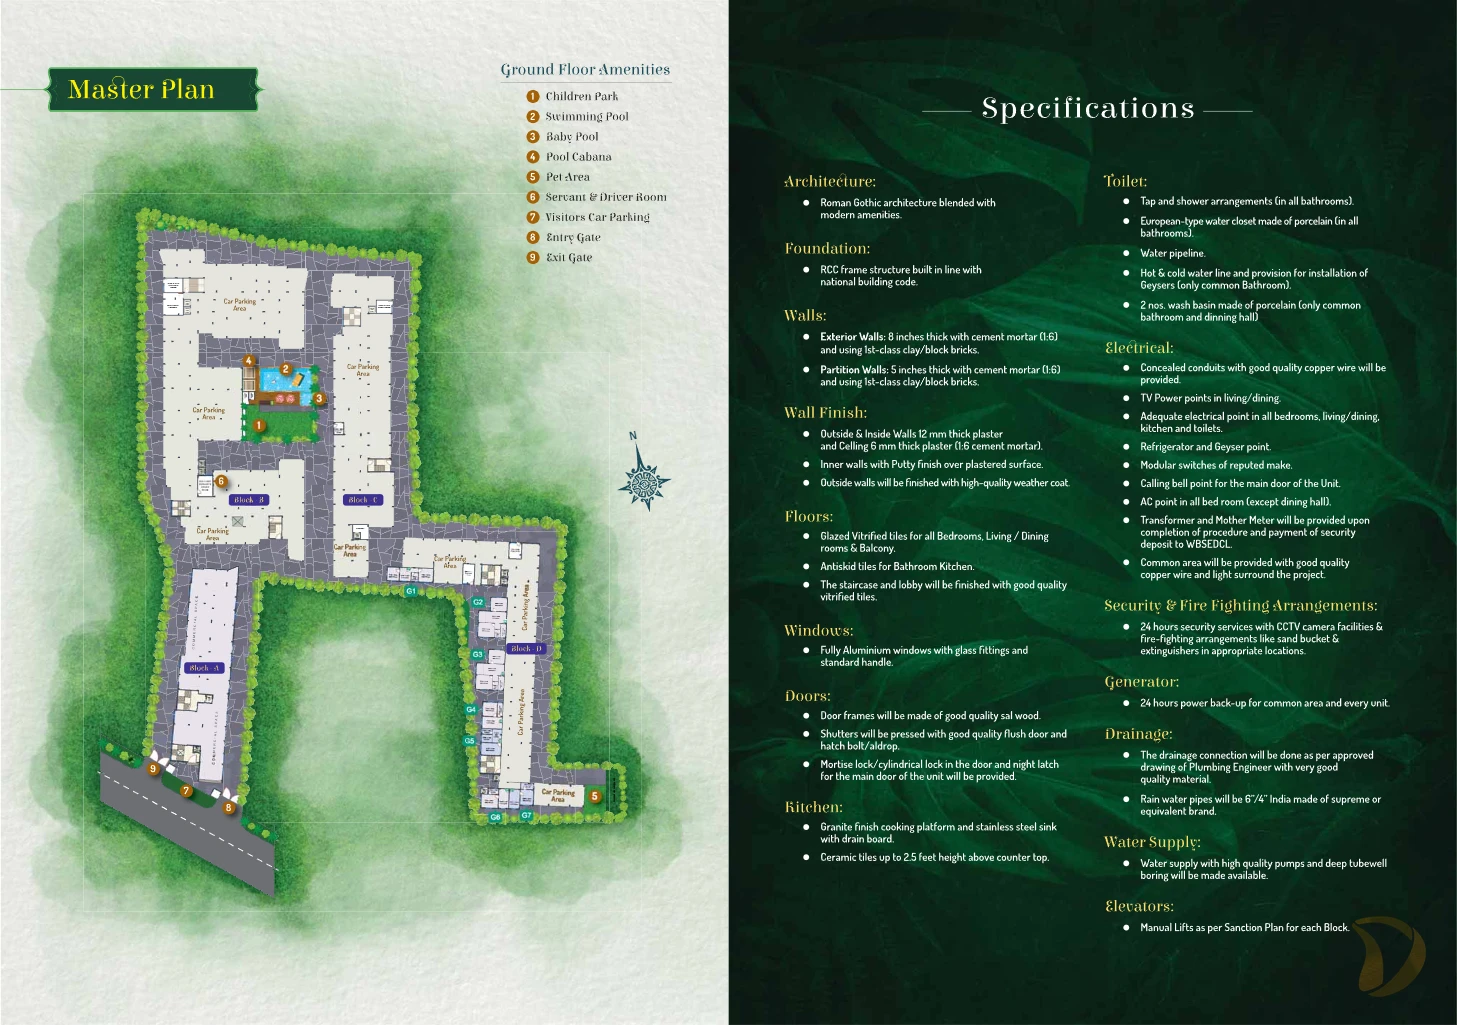 Master Plan
Ground Floor Amenities
1 Children Park
2 Swimming Pool
3 Baby Pool
4 Pool Cabana
5 Pet Area
6 Servant & Driver Room
7 Visitors Car Parking
8 Entry Gate
9 Exit Gate
Car Parking
Area
Car Parking
Area
4
2
3
1
Car Parking
Area
6
Block - B
Block - C
Car Parking
Area
Car Parking
Area
Car Parking
Area
N
G1
G2
G3
G4
G5
G6
G7
Car Parking Area
Block - D
Car Parking Area
Car Parking
Area
5
Block - A
9
7
8
Specifications
Architecture:
Roman Gothic architecture blended with
modern amenities.
Foundation:
RCC frame structure built in line with
national building code.
Walls:
Exterior Walls: 8 inches thick with cement mortar (1:6)
and using 1st-class clay/block bricks.
Partition Walls: 5 inches thick with cement mortar (1:6)
and using 1st-class clay/block bricks.
Wall Finish:
Outside & Inside Walls 12 mm thick plaster
and Celling 6 mm thick plaster (1:6 cement mortar).
Inner walls with Putty finish over plastered surface.
Outside walls will be finished with high-quality weather coat.
Floors:
Glazed Vitrified tiles for all Bedrooms, Living / Dining
rooms & Balcony.
Antiskid tiles for Bathroom Kitchen.
The staircase and lobby will be finished with good quality
vitrified tiles.
Windows:
Fully Aluminium windows with glass fittings and
standard handle.
Doors:
Door frames will be made of good quality sal wood.
Shutters will be pressed with good quality flush door and
hatch bolt/aldrop.
Mortise lock/cylindrical lock in the door and night latch
for the main door of the unit will be provided.
Kitchen:
Granite finish cooking platform and stainless steel sink
with drain board.
Ceramic tiles up to 2.5 feet height above counter top.
Toilet:
Tap and shower arrangements (in all bathrooms).
European-type water closet made of porcelain (in all
bathrooms).
Water pipeline.
Hot & cold water line and provision for installation of
Geysers (only common Bathroom).
2 nos. wash basin made of porcelain (only common
bathroom and dinning hall)
Electrical:
Concealed conduits with good quality copper wire will be
provided.
TV Power points in living/dining.
Adequate electrical point in all bedrooms, living/dining,
kitchen and toilets.
Refrigerator and Geyser point.
Modular switches of reputed make.
Calling bell point for the main door of the Unit.
AC point in all bed room (except dining hall).
Transformer and Mother Meter will be provided upon
completion of procedure and payment of security
deposit to WBSEDCL.
Common area will be provided with good quality
copper wire and light surround the project.
Security & Fire Fighting Arrangements:
24 hours security services with CCTV camera facilities &
fire-fighting arrangements like sand bucket &
extinguishers in appropriate locations.
Generator:
24 hours power back-up for common area and every unit.
Drainage:
The drainage connection will be done as per approved
drawing of Plumbing Engineer with very good
quality material.
Rain water pipes will be 6"/4" India made of supreme or
equivalent brand.
Water Supply:
Water supply with high quality pumps and deep tubewell
boring will be made available.
Elevators:
Manual Lifts as per Sanction Plan for each Block.